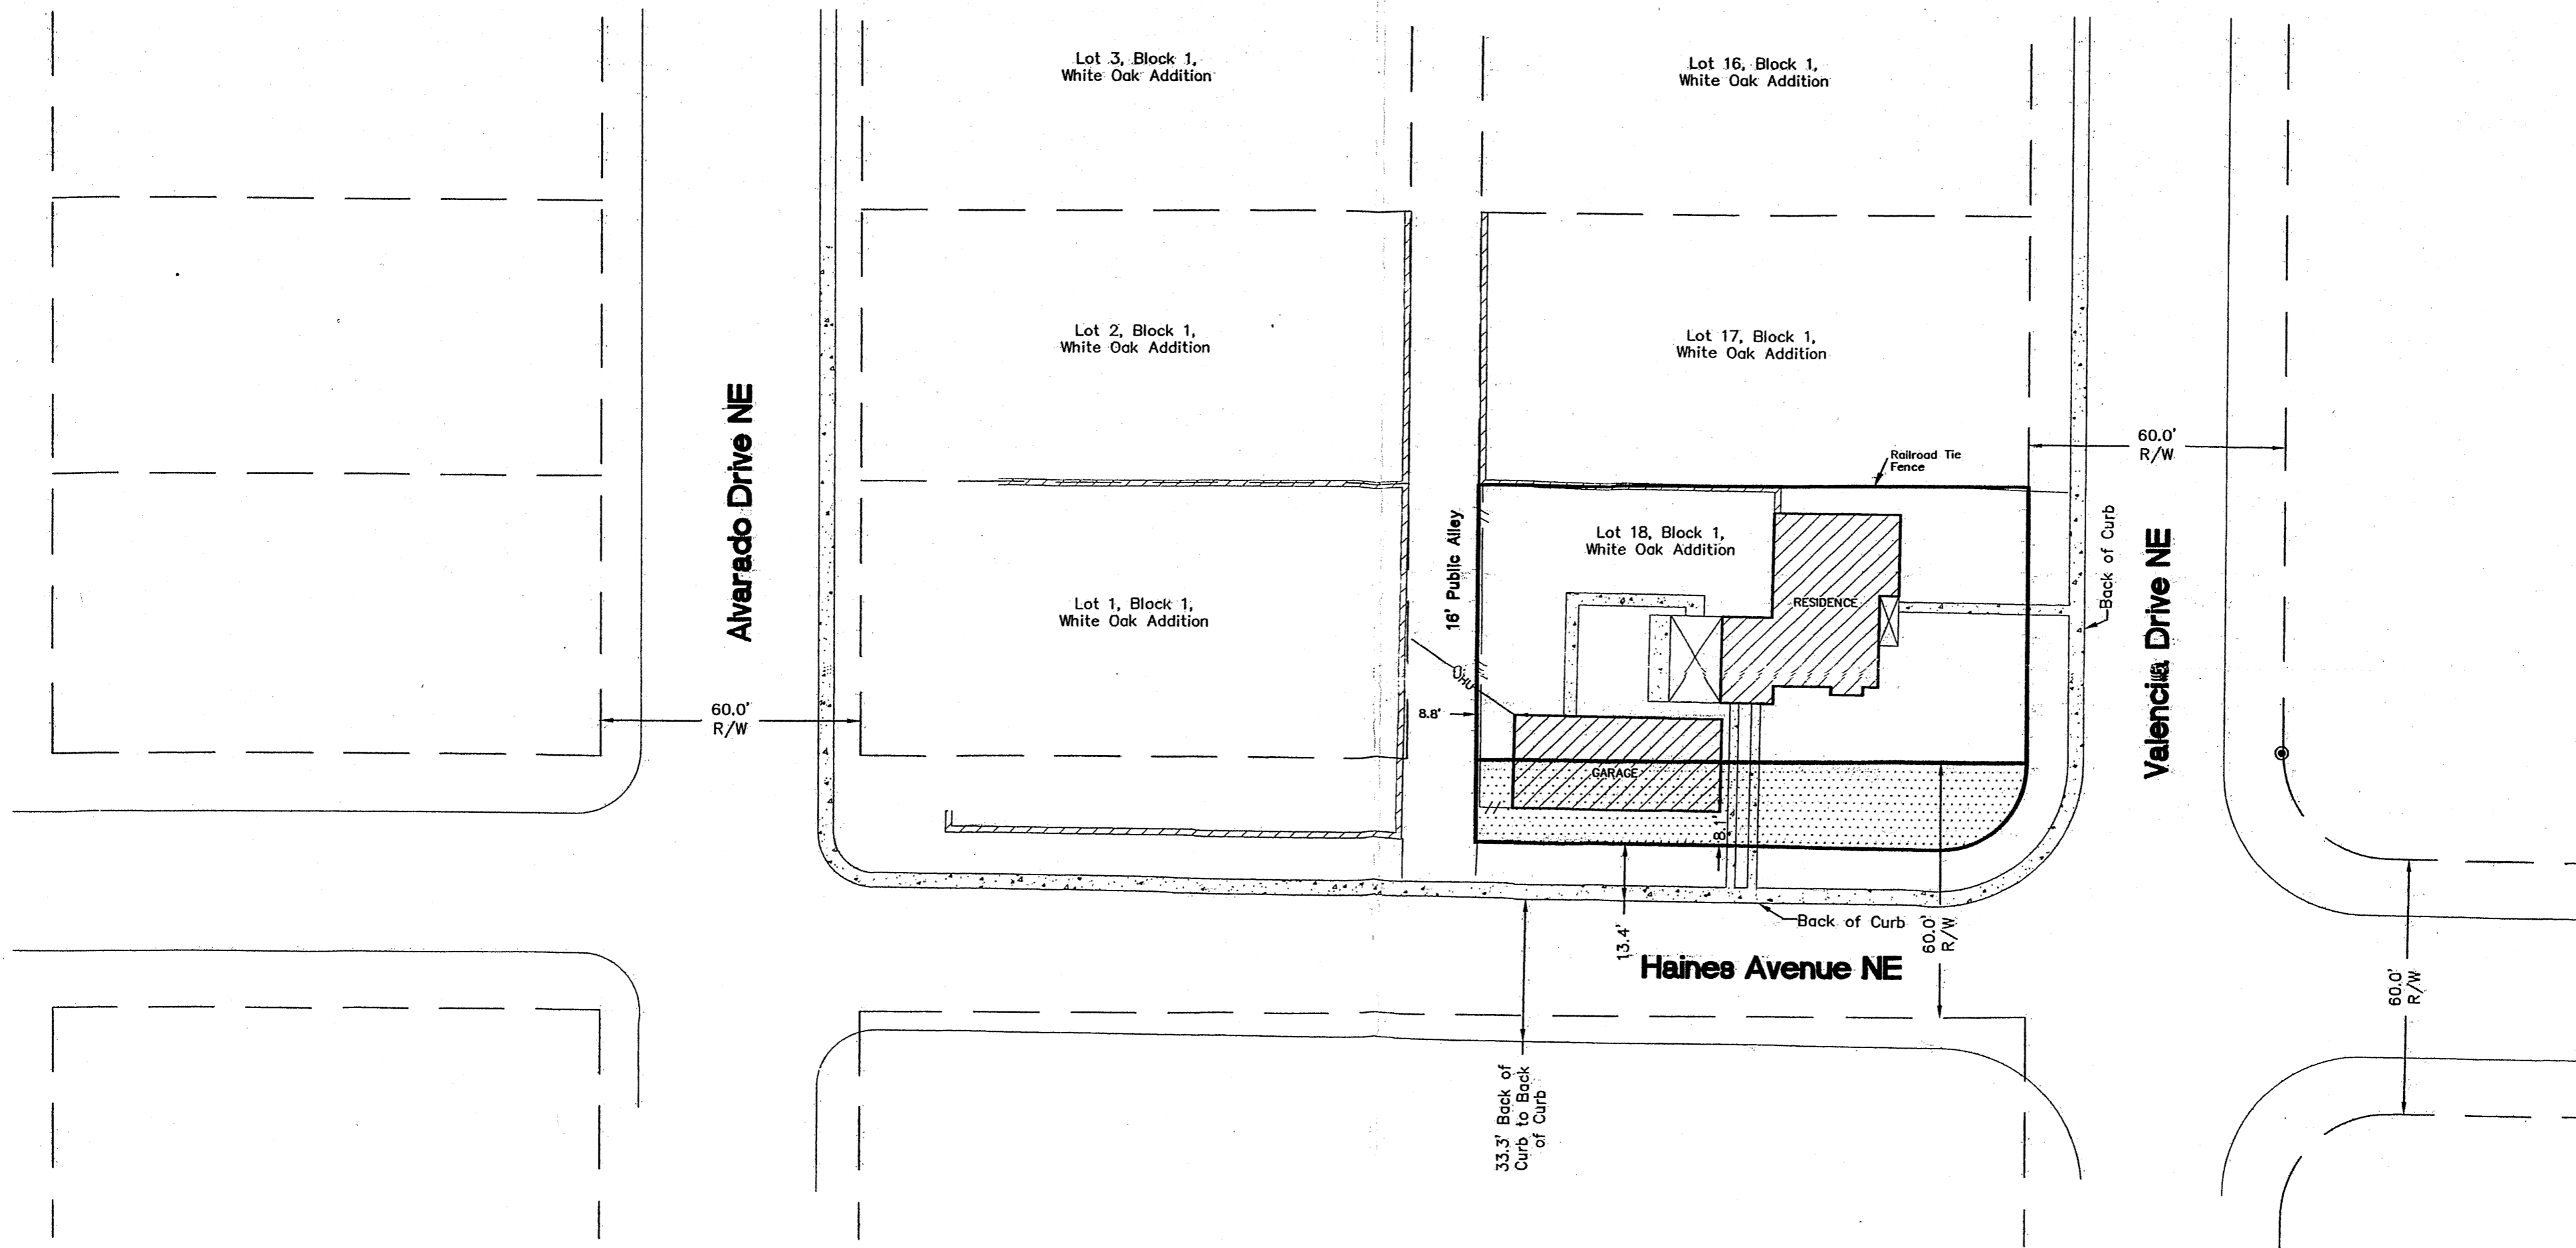 Lot 3, Block 1,
White Oak Addition
Lot 16, Block 1,
White Oak Addition
Lot 2, Block 1,
White Oak Addition
Lot 17, Block 1,
White Oak Addition
Alvarado Drive NE
60.0'
R/W
Railroad Tie
Fence
Back of Curb
Valencia Drive NE
16' Public Alley
Lot 18, Block 1,
White Oak Addition
Lot 1, Block 1,
White Oak Addition
RESIDENCE
OHU
60.0'
R/W
8.8'
GARAGE
8.1'
Back of Curb
13.4'
60.0'
R/W
Haines Avenue NE
60.0'
R/W
33.3' Back of
Curb to Back
of Curb